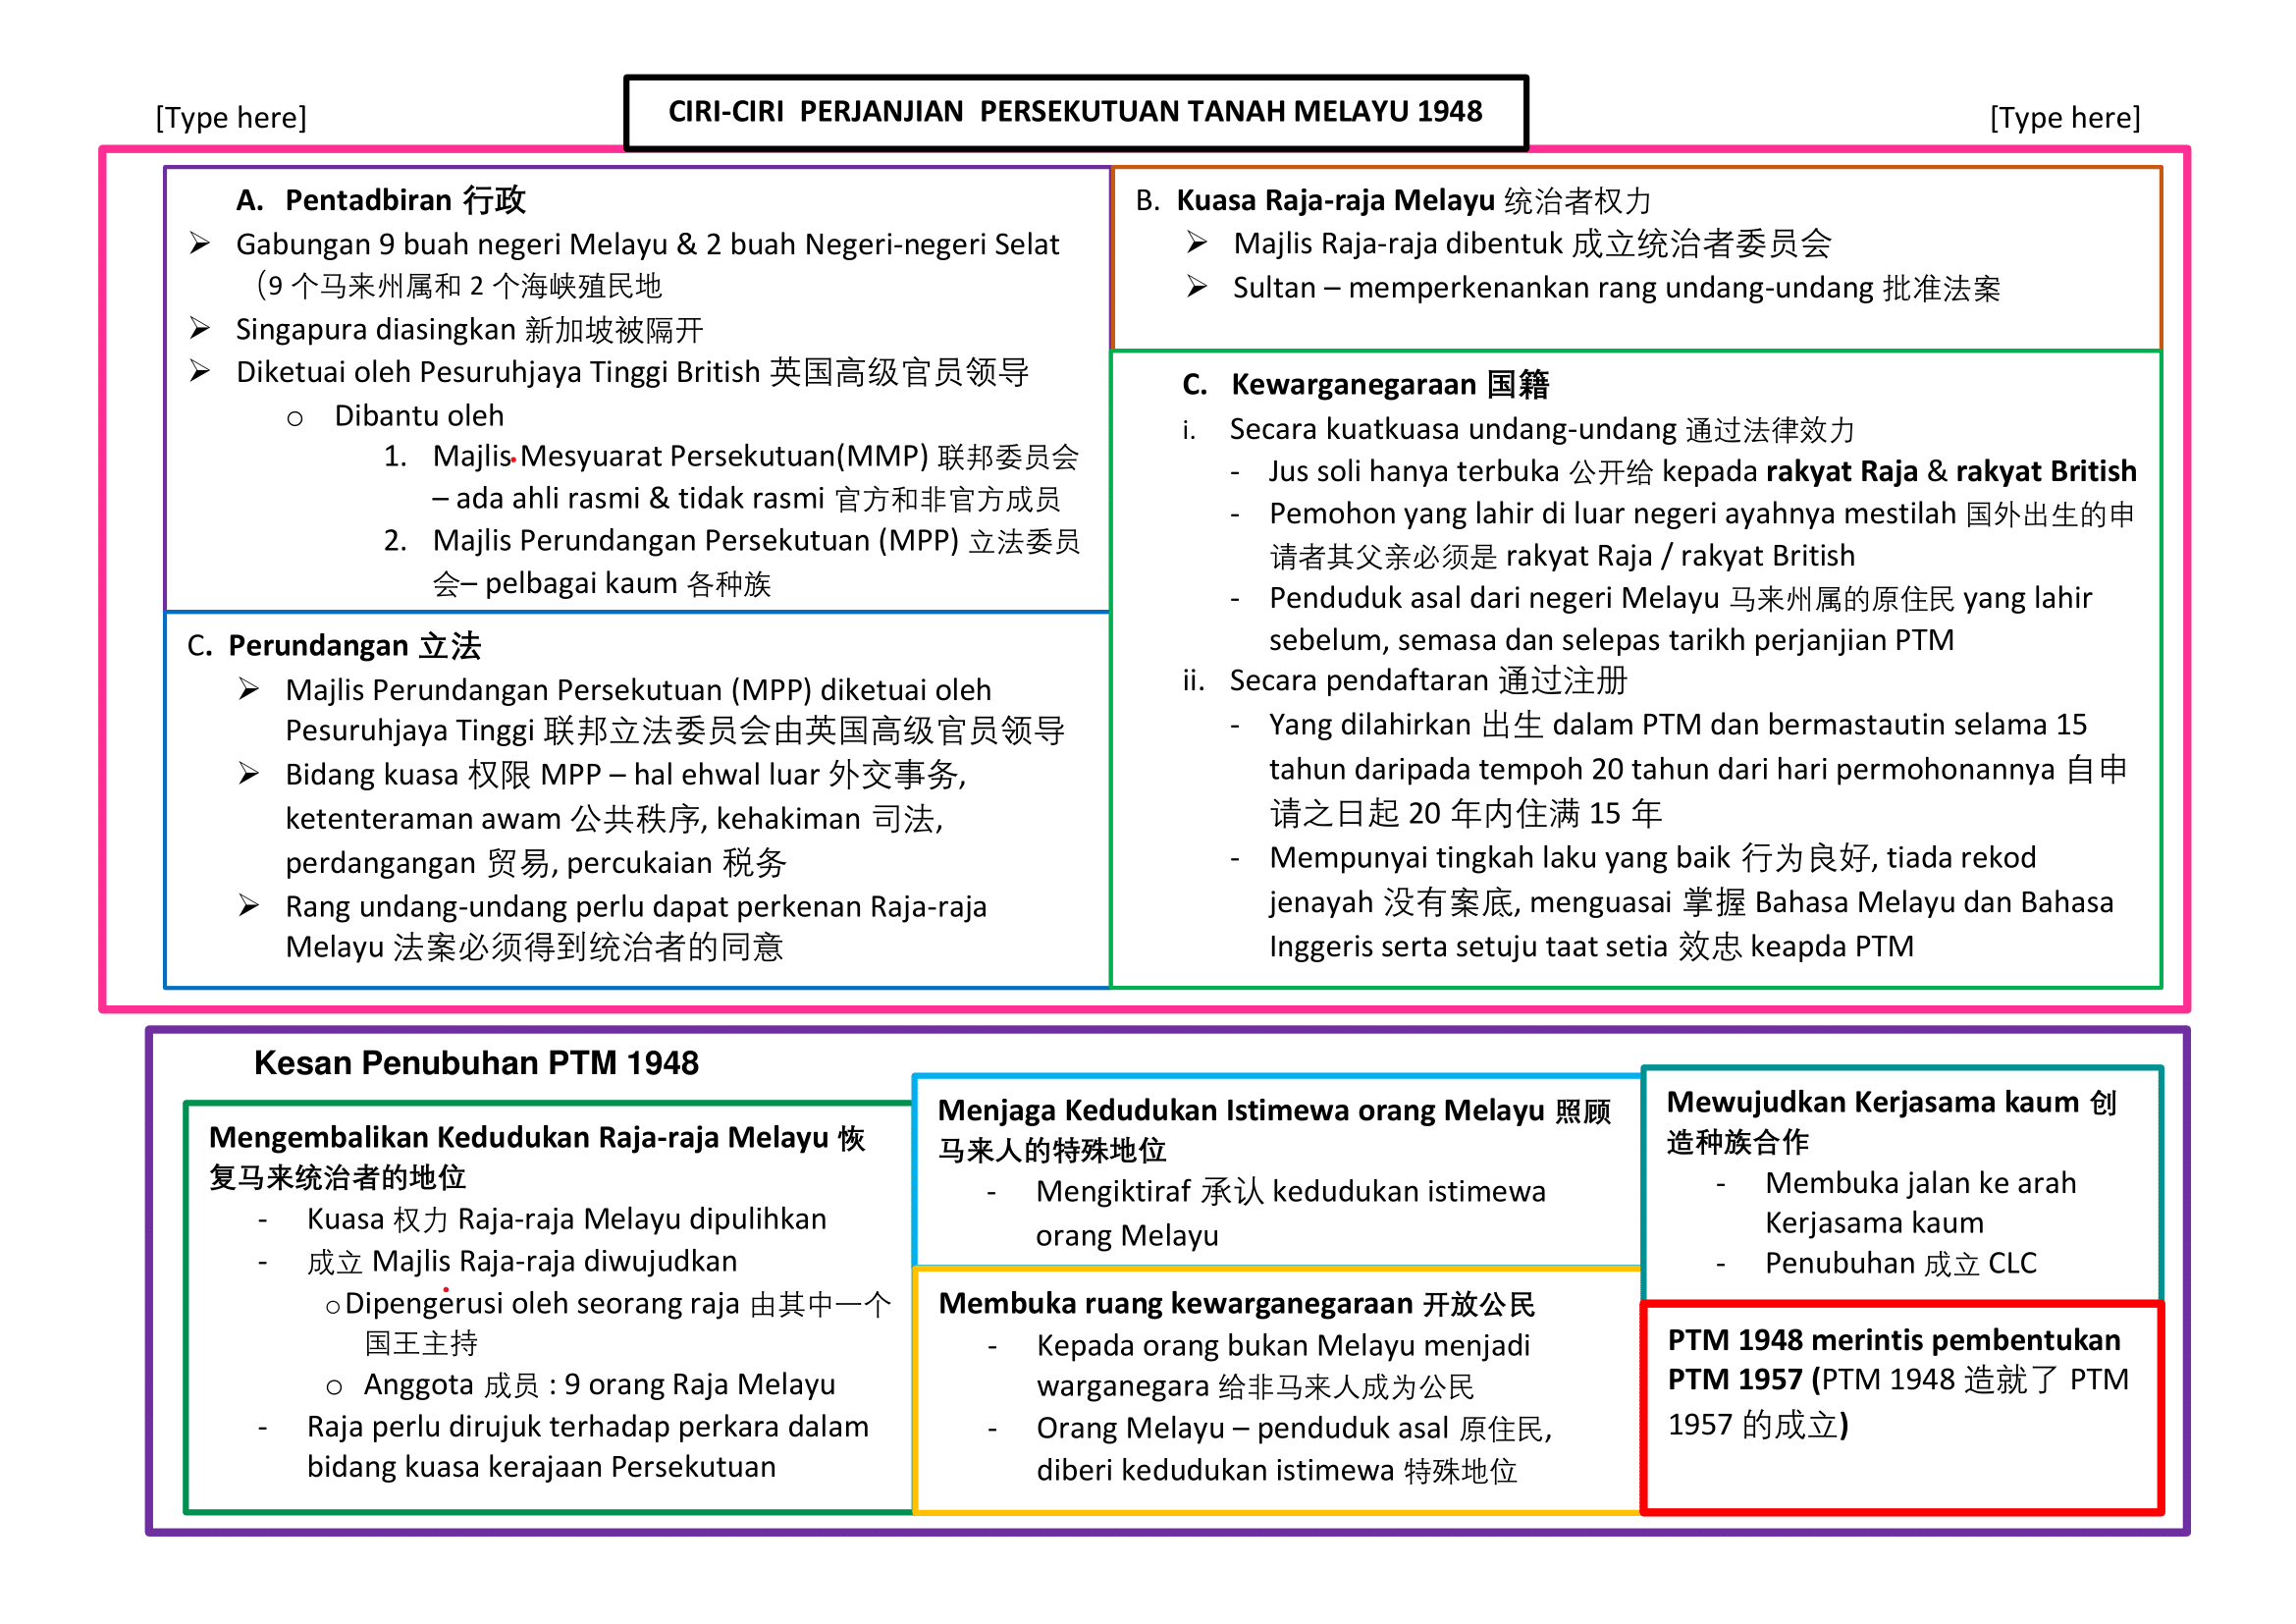 [Type here]
CIRI-CIRI  PERJANJIAN  PERSEKUTUAN TANAH MELAYU 1948
[Type here]
A. Pentadbiran 行政
➢ Gabungan 9 buah negeri Melayu & 2 buah Negeri-negeri Selat
（9 个马来州属和 2 个海峡殖民地
➢ Singapura diasingkan 新加坡被隔开
➢ Diketuai oleh Pesuruhjaya Tinggi British 英国高级官员领导
o Dibantu oleh
1. Majlis Mesyuarat Persekutuan(MMP) 联邦委员会
– ada ahli rasmi & tidak rasmi 官方和非官方成员
2. Majlis Perundangan Persekutuan (MPP) 立法委员
会– pelbagai kaum 各种族
B. Kuasa Raja-raja Melayu 统治者权力
➢ Majlis Raja-raja dibentuk 成立统治者委员会
➢ Sultan – memperkenankan rang undang-undang 批准法案
C. Perundangan 立法
➢ Majlis Perundangan Persekutuan (MPP) diketuai oleh
Pesuruhjaya Tinggi 联邦立法委员会由英国高级官员领导
➢ Bidang kuasa 权限 MPP – hal ehwal luar 外交事务,
ketenteraman awam 公共秩序, kehakiman 司法,
perdangangan 贸易, percukaian 税务
➢ Rang undang-undang perlu dapat perkenan Raja-raja
Melayu 法案必须得到统治者的同意
C. Kewarganegaraan 国籍
i. Secara kuatkuasa undang-undang 通过法律效力
- Jus soli hanya terbuka 公开给 kepada rakyat Raja & rakyat British
- Pemohon yang lahir di luar negeri ayahnya mestilah 国外出生的申
请者其父亲必须是 rakyat Raja / rakyat British
- Penduduk asal dari negeri Melayu 马来州属的原住民 yang lahir
sebelum, semasa dan selepas tarikh perjanjian PTM
ii. Secara pendaftaran 通过注册
- Yang dilahirkan 出生 dalam PTM dan bermastautin selama 15
tahun daripada tempoh 20 tahun dari hari permohonannya 自申
请之日起 20 年内住满 15 年
- Mempunyai tingkah laku yang baik 行为良好, tiada rekod
jenayah 没有案底, menguasai 掌握 Bahasa Melayu dan Bahasa
Inggeris serta setuju taat setia 效忠 keapda PTM
Kesan Penubuhan PTM 1948
Mengembalikan Kedudukan Raja-raja Melayu 恢
复马来统治者的地位
- Kuasa 权力 Raja-raja Melayu dipulihkan
- 成立 Majlis Raja-raja diwujudkan
o Dipengerusi oleh seorang raja 由其中一个
国王主持
o Anggota 成员 : 9 orang Raja Melayu
- Raja perlu dirujuk terhadap perkara dalam
bidang kuasa kerajaan Persekutuan
Menjaga Kedudukan Istimewa orang Melayu 照顾
马来人的特殊地位
- Mengiktiraf 承认 kedudukan istimewa
orang Melayu
Membuka ruang kewarganegaraan 开放公民
- Kepada orang bukan Melayu menjadi
warganegara 给非马来人成为公民
- Orang Melayu – penduduk asal 原住民,
diberi kedudukan istimewa 特殊地位
Mewujudkan Kerjasama kaum 创
造种族合作
- Membuka jalan ke arah
Kerjasama kaum
- Penubuhan 成立 CLC
PTM 1948 merintis pembentukan
PTM 1957 (PTM 1948 造就了 PTM
1957 的成立)